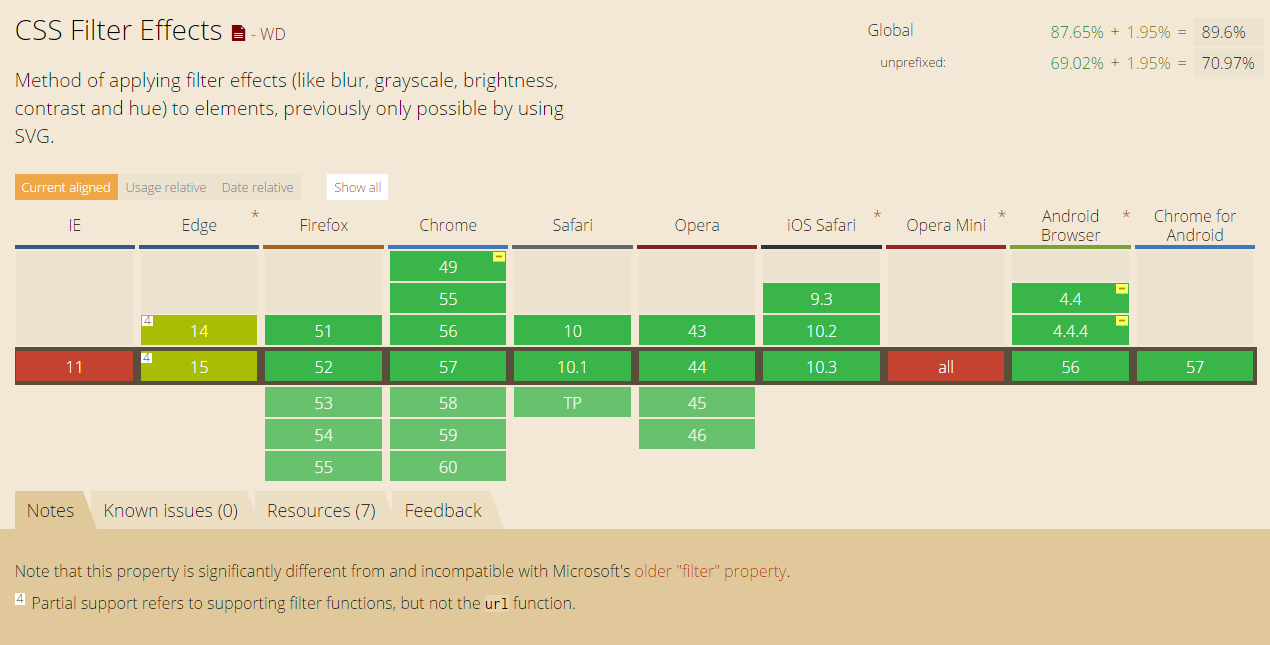 CSS Filter Effects - WD
Global 87.65% + 1.95% = 89.6%
unprefixed: 69.02% + 1.95% = 70.97%
Method of applying filter effects (like blur, grayscale, brightness,
contrast and hue) to elements, previously only possible by using
SVG.
Current aligned Usage relative Date relative Show all
IE Edge * Firefox Chrome Safari Opera iOS Safari * Opera Mini * Android Browser * Chrome for Android
49 -
55 9.3 4.4 -
4 14 51 56 10 43 10.2 4.4.4 -
11 4 15 52 57 10.1 44 10.3 all 56 57
53 58 TP 45
54 59 46
55 60
Notes Known issues (0) Resources (7) Feedback
Note that this property is significantly different from and incompatible with Microsoft's older "filter" property.
4 Partial support refers to supporting filter functions, but not the url function.